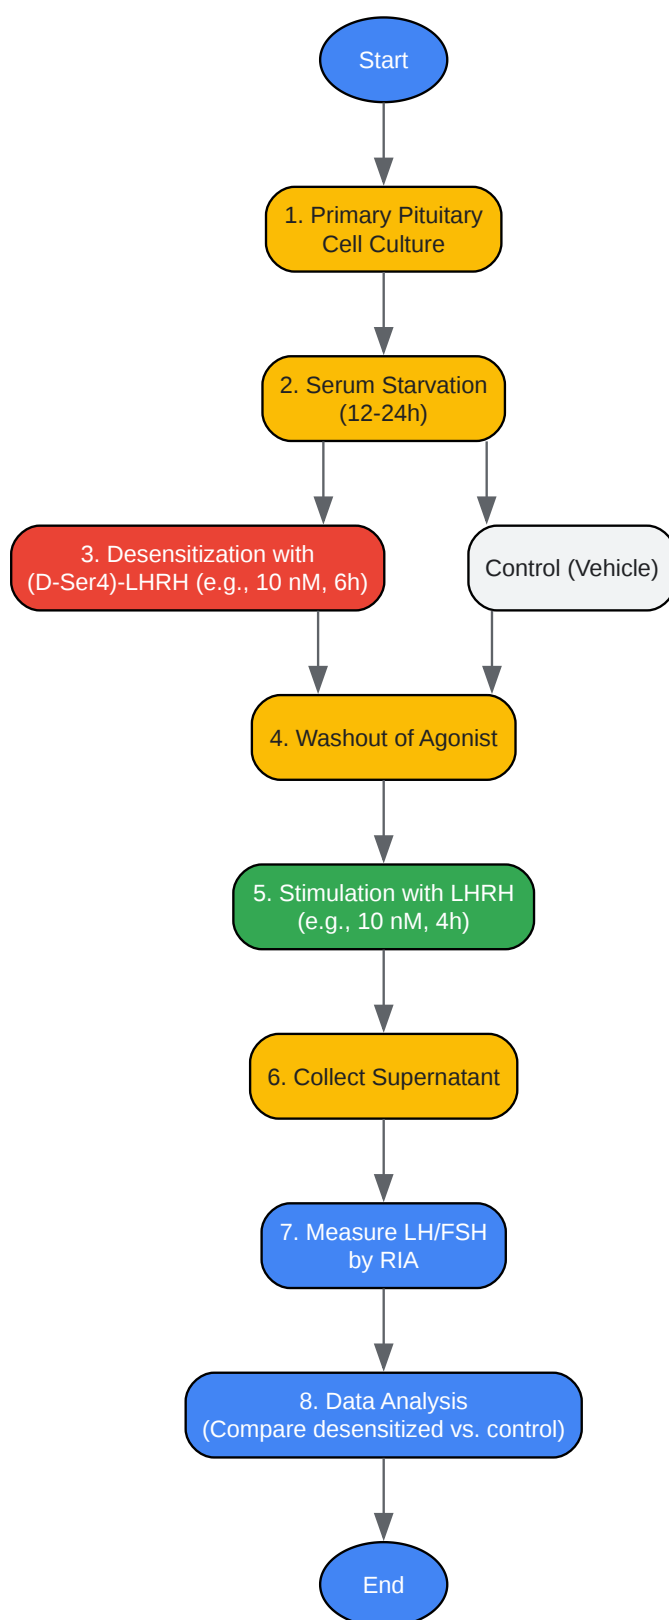 Start
1. Primary Pituitary
Cell Culture
2. Serum Starvation
(12-24h)
3. Desensitization with
(D-Ser4)-LHRH (e.g., 10 nM, 6h)
Control (Vehicle)
4. Washout of Agonist
5. Stimulation with LHRH
(e.g., 10 nM, 4h)
6. Collect Supernatant
7. Measure LH/FSH
by RIA
8. Data Analysis
(Compare desensitized vs. control)
End